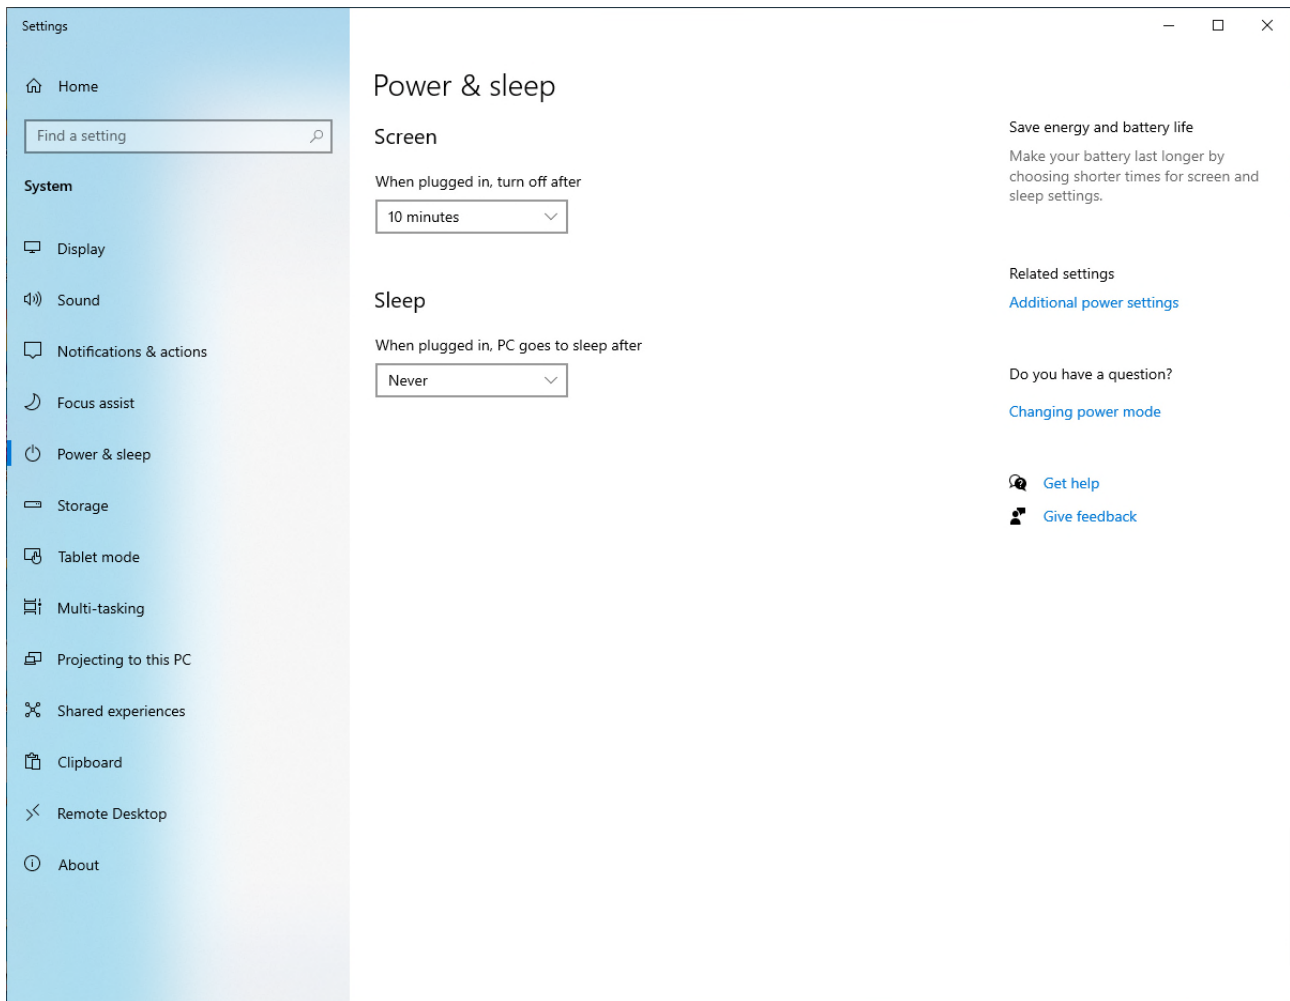 Settings
Home
Find a setting
System
Display
Sound
Notifications & actions
Focus assist
Power & sleep
Storage
Tablet mode
Multi-tasking
Projecting to this PC
Shared experiences
Clipboard
Remote Desktop
About
Power & sleep
Screen
When plugged in, turn off after
10 minutes
Sleep
When plugged in, PC goes to sleep after
Never
Save energy and battery life
Make your battery last longer by
choosing shorter times for screen and
sleep settings.
Related settings
Additional power settings
Do you have a question?
Changing power mode
Get help
Give feedback